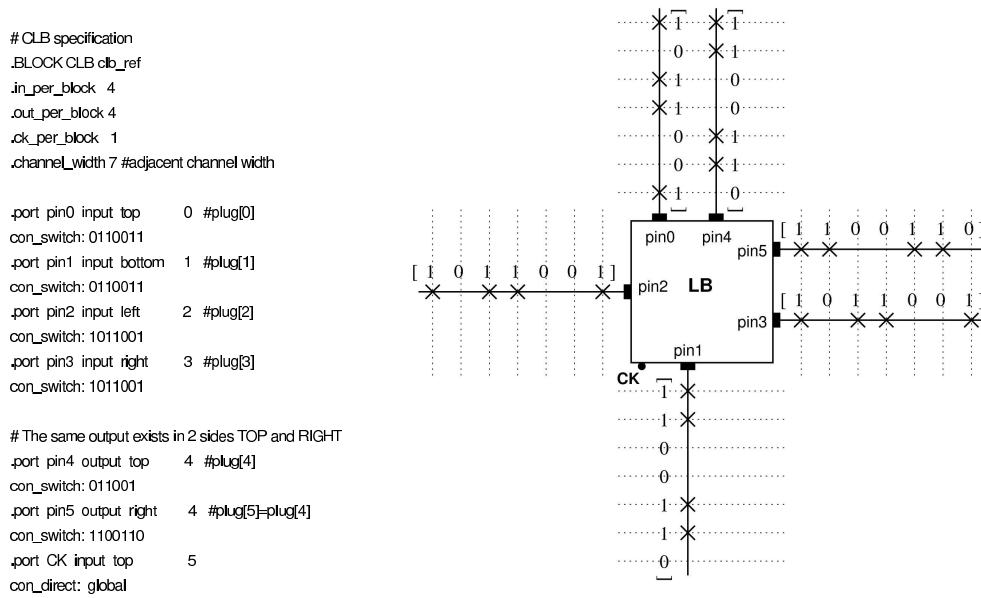 # CLB specification
.BLOCK CLB clb_ref
.in_per_block 4
.out_per_block 4
.ck_per_block 1
.channel_width 7 #adjacent channel width
.port pin0 input top 0 #plug[0]
con_switch: 0110011
.port pin1 input bottom 1 #plug[1]
con_switch: 0110011
.port pin2 input left 2 #plug[2]
con_switch: 1011001
.port pin3 input right 3 #plug[3]
con_switch: 1011001
# The same output exists in 2 sides TOP and RIGHT
.port pin4 output top 4 #plug[4]
con_switch: 011001
.port pin5 output right 4 #plug[5]=plug[4]
con_switch: 1100110
.port CK input top 5
con_direct: global
[ 1 0 1 1 0 0 1 ]
[ 0 1 0 0 1 1 0 ]
pin0 pin4
[ 1 1 0 0 1 1 0 ]
pin5
[ 1 0 1 1 0 0 1 ]
pin2
LB
[ 1 0 1 1 0 0 1 ]
pin3
pin1
CK
[ 1 1 0 0 1 1 0 ]